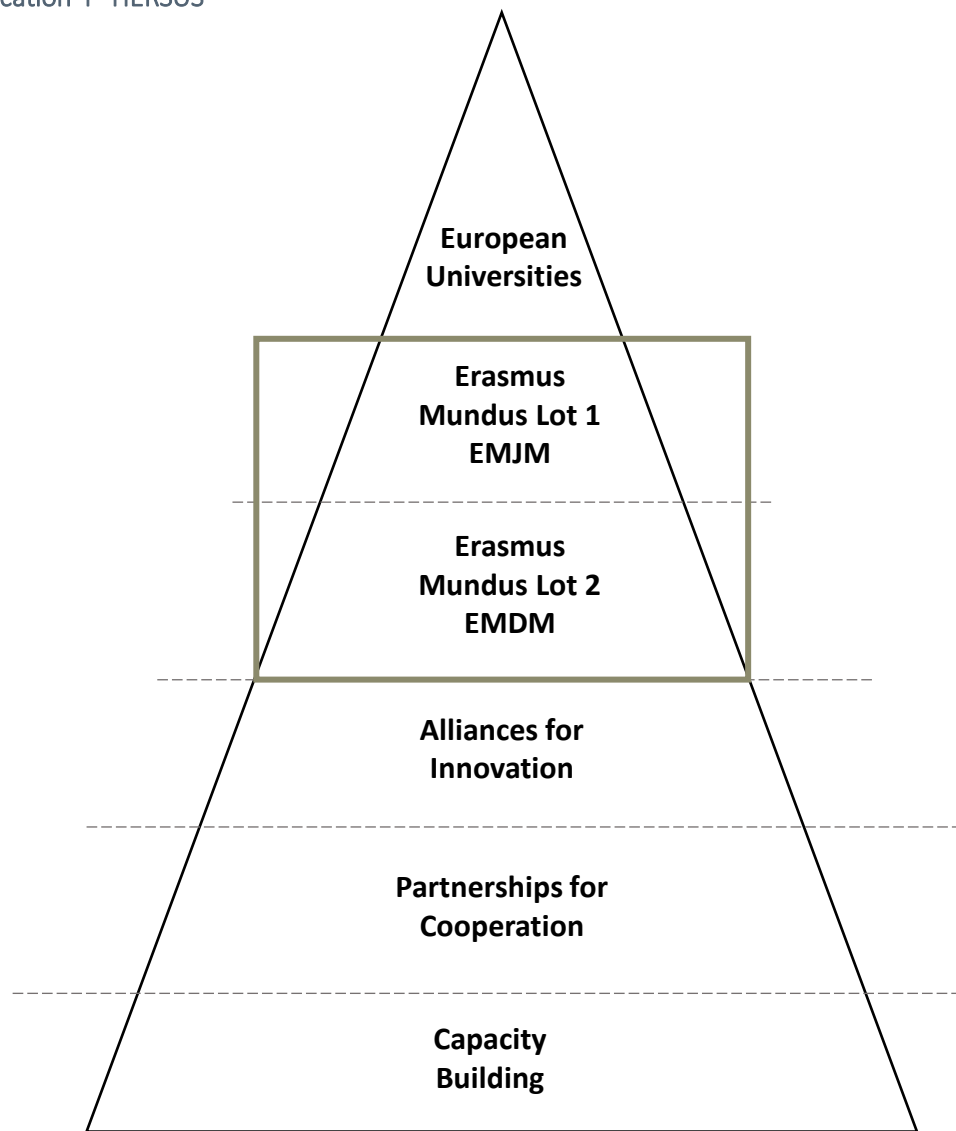 HERSUS
European
Universities
Erasmus
Mundus Lot 1
EMJM
Erasmus
Mundus Lot 2
EMDM
Alliances for
Innovation
Partnerships for
Cooperation
Capacity
Building